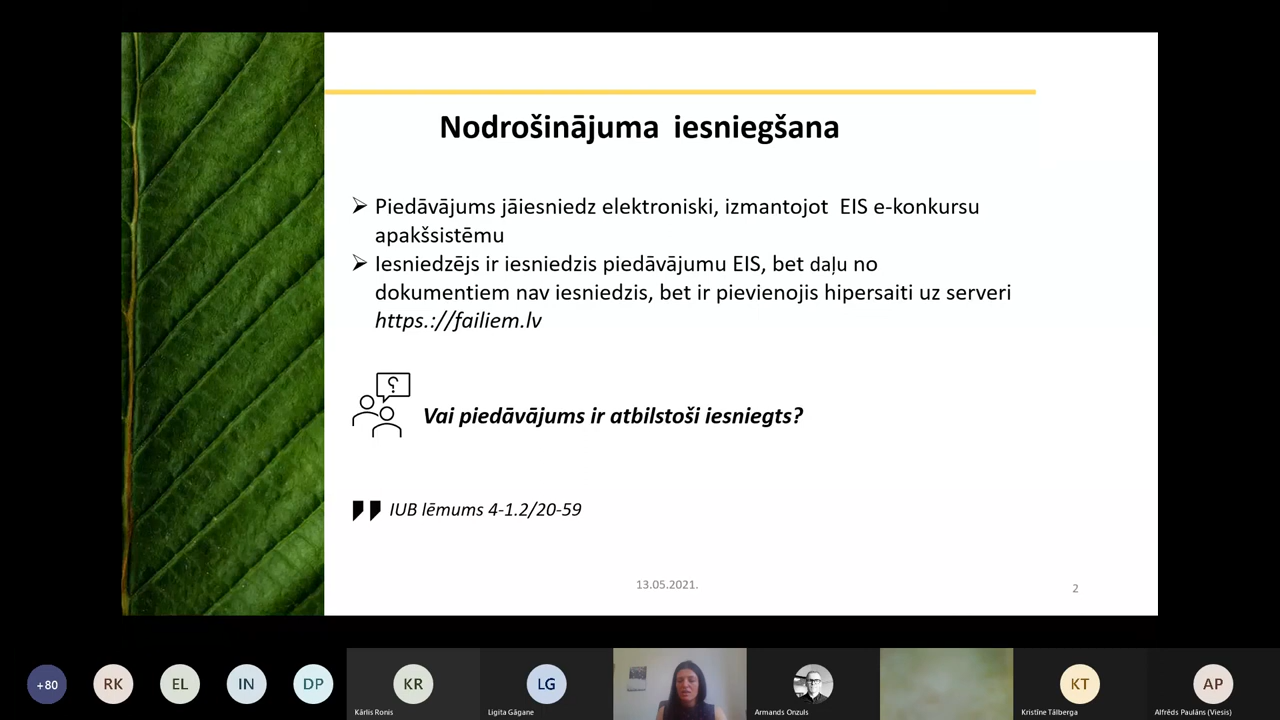 Nodrošinājuma iesniegšana
Piedāvājums jāiesniedz elektroniski, izmantojot EIS e-konkursu
apakšsistēmu
Iesniedzējs ir iesniedzis piedāvājumu EIS, bet daļu no
dokumentiem nav iesniedzis, bet ir pievienojis hipersaiti uz serveri
https.://failiem.lv
?
Vai piedāvājums ir atbilstoši iesniegts?
IUB lēmums 4-1.2/20-59
13.05.2021.
2
+80
RK
EL
IN
DP
KR
LG
KT
AP
Kārlis Ronis
Ligita Gāgane
Armands Onzuls
Kristīne Tālberga
Alfrēds Paulāns (Viesis)